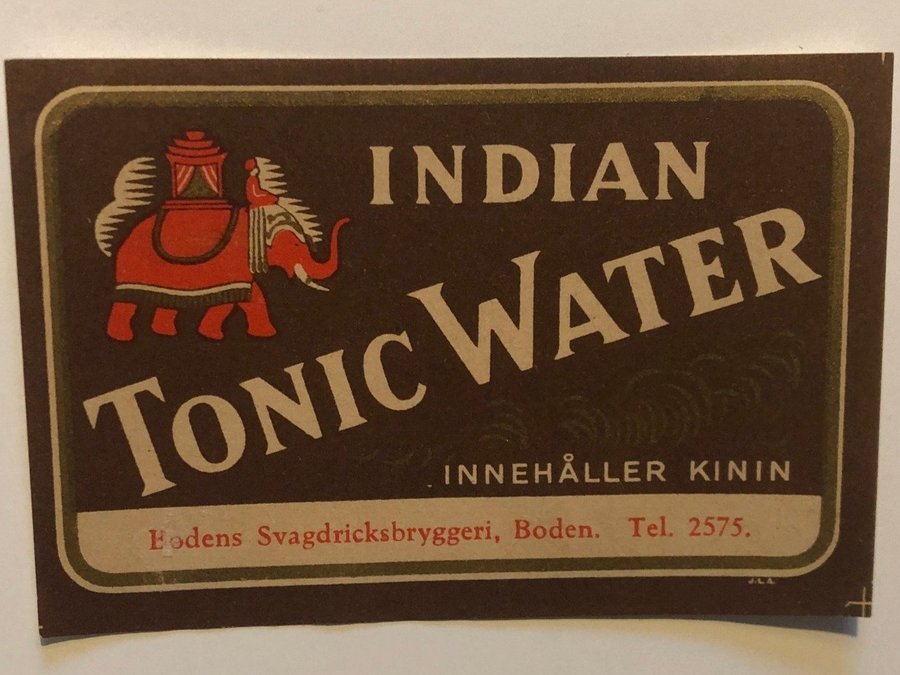 INDIAN
TONIC WATER
INNEHÅLLER KININ
Bodens Svagdricksbryggeri, Boden. Tel. 2575.
J.L.A.